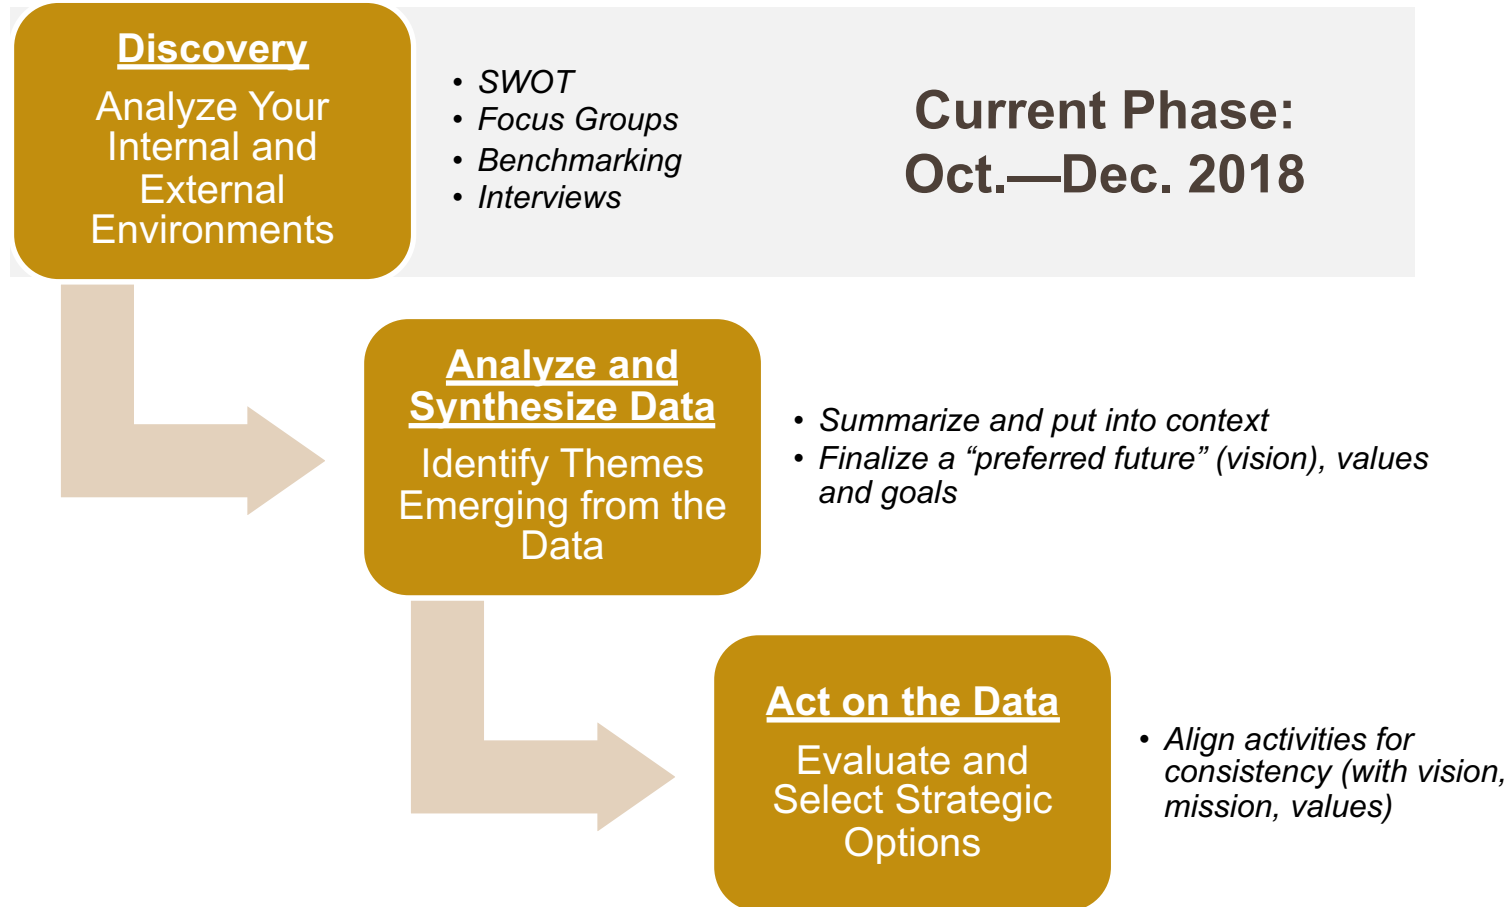 Discovery
Analyze Your
Internal and
External
Environments
• SWOT
• Focus Groups
• Benchmarking
• Interviews
Current Phase:
Oct.—Dec. 2018
Analyze and
Synthesize Data
Identify Themes
Emerging from the
Data
• Summarize and put into context
• Finalize a “preferred future” (vision), values
and goals
Act on the Data
Evaluate and
Select Strategic
Options
• Align activities for
consistency (with vision,
mission, values)